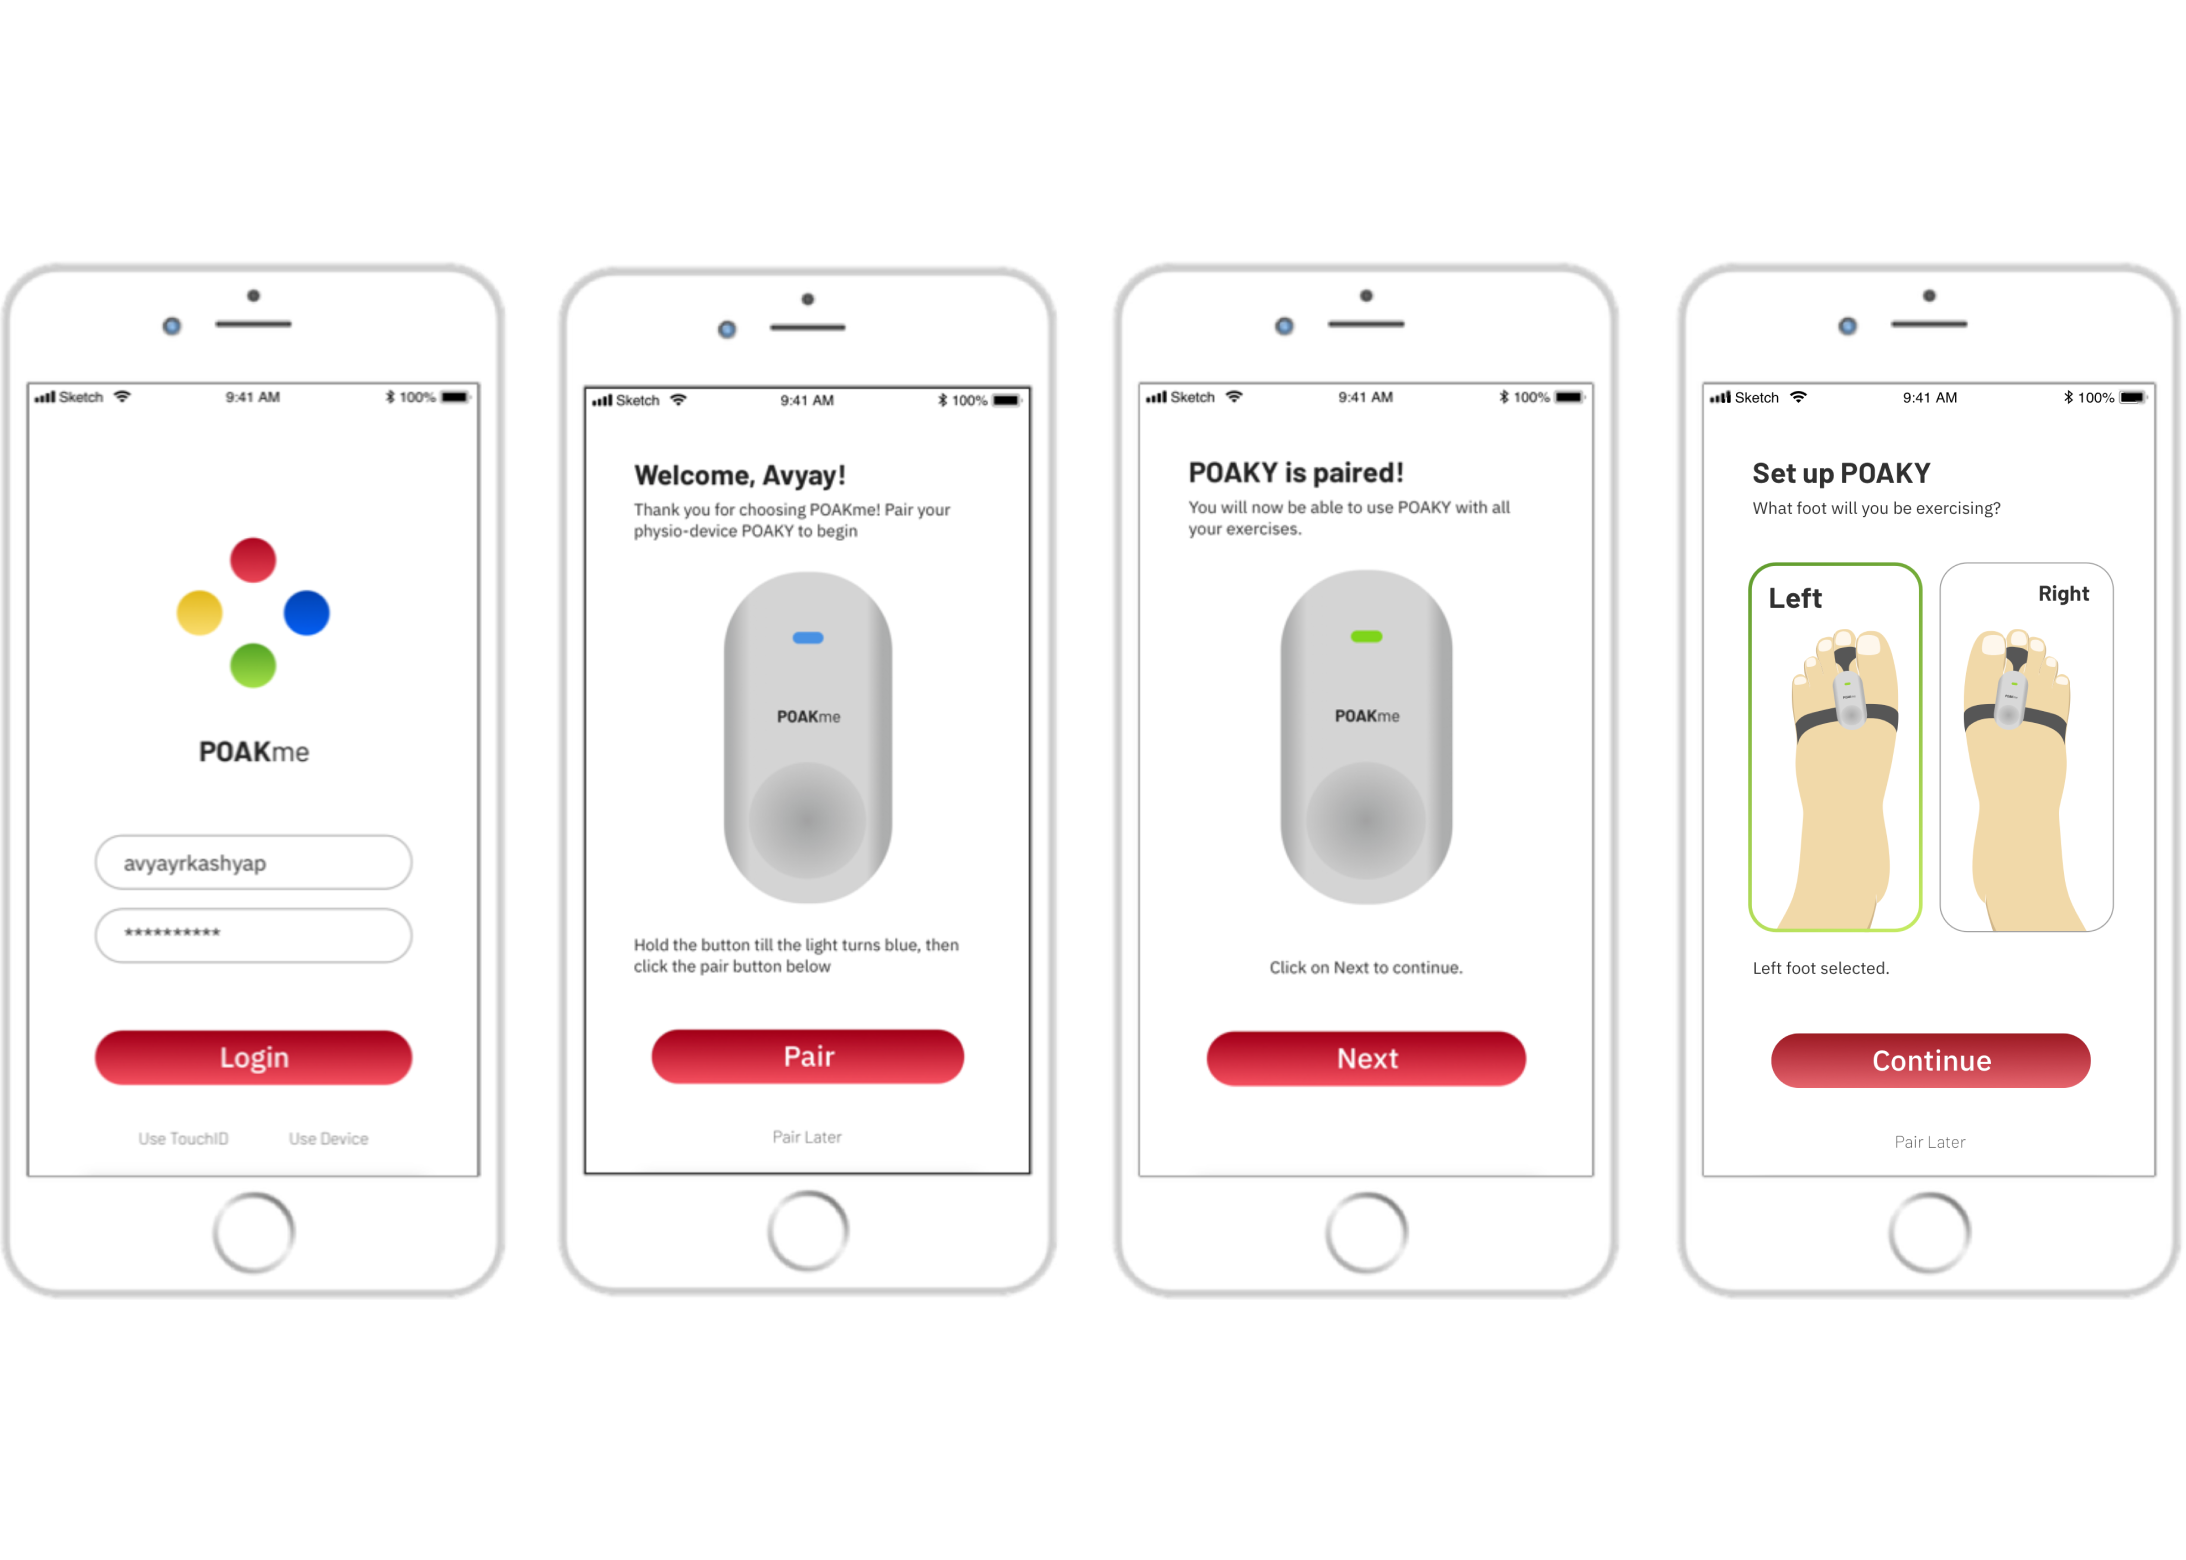 Sketch 9:41 AM 100%
POAKme
avyayrkashyap
**********
Login
Use TouchID Use Device
Sketch 9:41 AM 100%
Welcome, Avyay!
Thank you for choosing POAKme! Pair your
physio-device POAKY to begin
POAKme
Hold the button till the light turns blue, then
click the pair button below
Pair
Pair Later
Sketch 9:41 AM 100%
POAKY is paired!
You will now be able to use POAKY with all
your exercises.
POAKme
Click on Next to continue.
Next
Sketch 9:41 AM 100%
Set up POAKY
What foot will you be exercising?
Left
Right
Left foot selected.
Continue
Pair Later